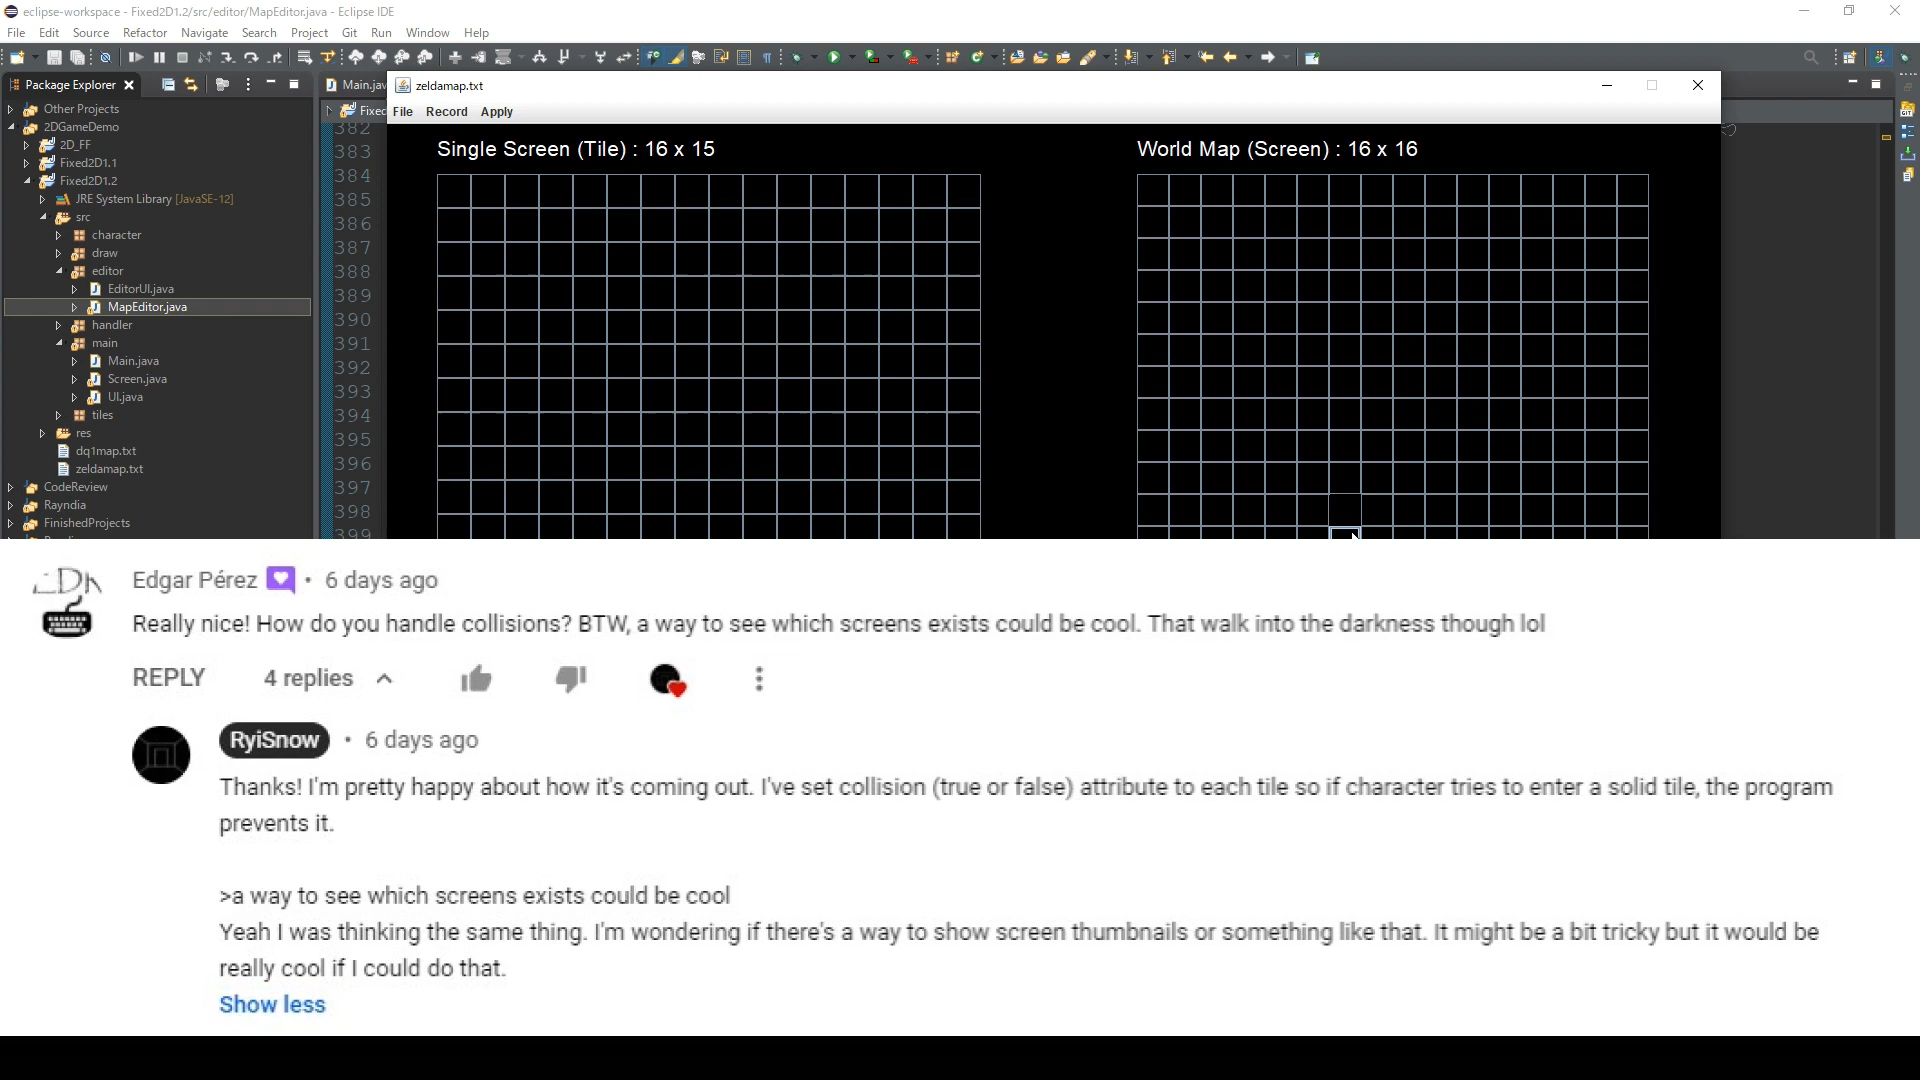 eclipse-workspace - Fixed2D1.2/src/editor/MapEditor.java - Eclipse IDE
File Edit Source Refactor Navigate Search Project Git Run Window Help
Package Explorer
Main.jav
Fixec
Other Projects
2DGameDemo
2D_FF
Fixed2D1.1
Fixed2D1.2
JRE System Library [JavaSE-12]
src
character
draw
editor
EditorUI.java
MapEditor.java
handler
main
Main.java
Screen.java
UI.java
tiles
res
dq1map.txt
zeldamap.txt
CodeReview
Rayndia
FinishedProjects
382
383
384
385
386
387
388
389
390
391
392
393
394
395
396
397
398
399
zeldamap.txt
File Record Apply
Single Screen (Tile) : 16 x 15
World Map (Screen) : 16 x 16
Edgar Pérez • 6 days ago
Really nice! How do you handle collisions? BTW, a way to see which screens exists could be cool. That walk into the darkness though lol
REPLY 4 replies
RyiSnow • 6 days ago
Thanks! I'm pretty happy about how it's coming out. I've set collision (true or false) attribute to each tile so if character tries to enter a solid tile, the program
prevents it.
>a way to see which screens exists could be cool
Yeah I was thinking the same thing. I'm wondering if there's a way to show screen thumbnails or something like that. It might be a bit tricky but it would be
really cool if I could do that.
Show less